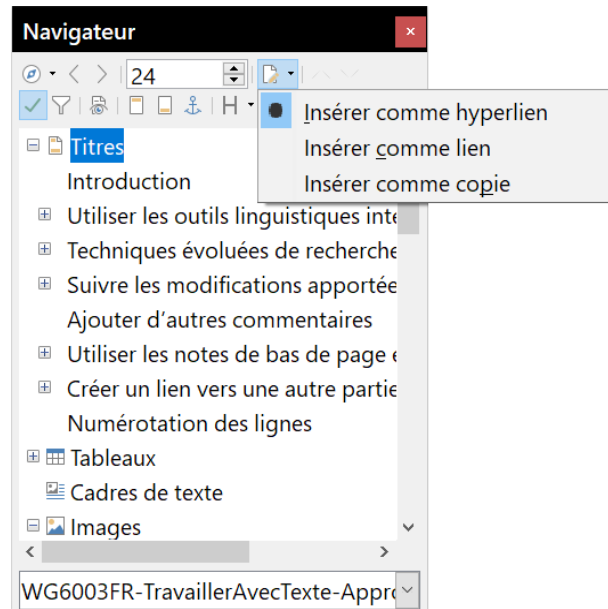 Navigateur
24
H
Insérer comme hyperlien
Insérer comme lien
Insérer comme copie
Titres
Introduction
Utiliser les outils linguistiques inte
Techniques évoluées de recherche
Suivre les modifications apportée
Ajouter d’autres commentaires
Utiliser les notes de bas de page e
Créer un lien vers une autre partie
Numérotation des lignes
Tableaux
Cadres de texte
Images
WG6003FR-TravaillerAvecTexte-Appro